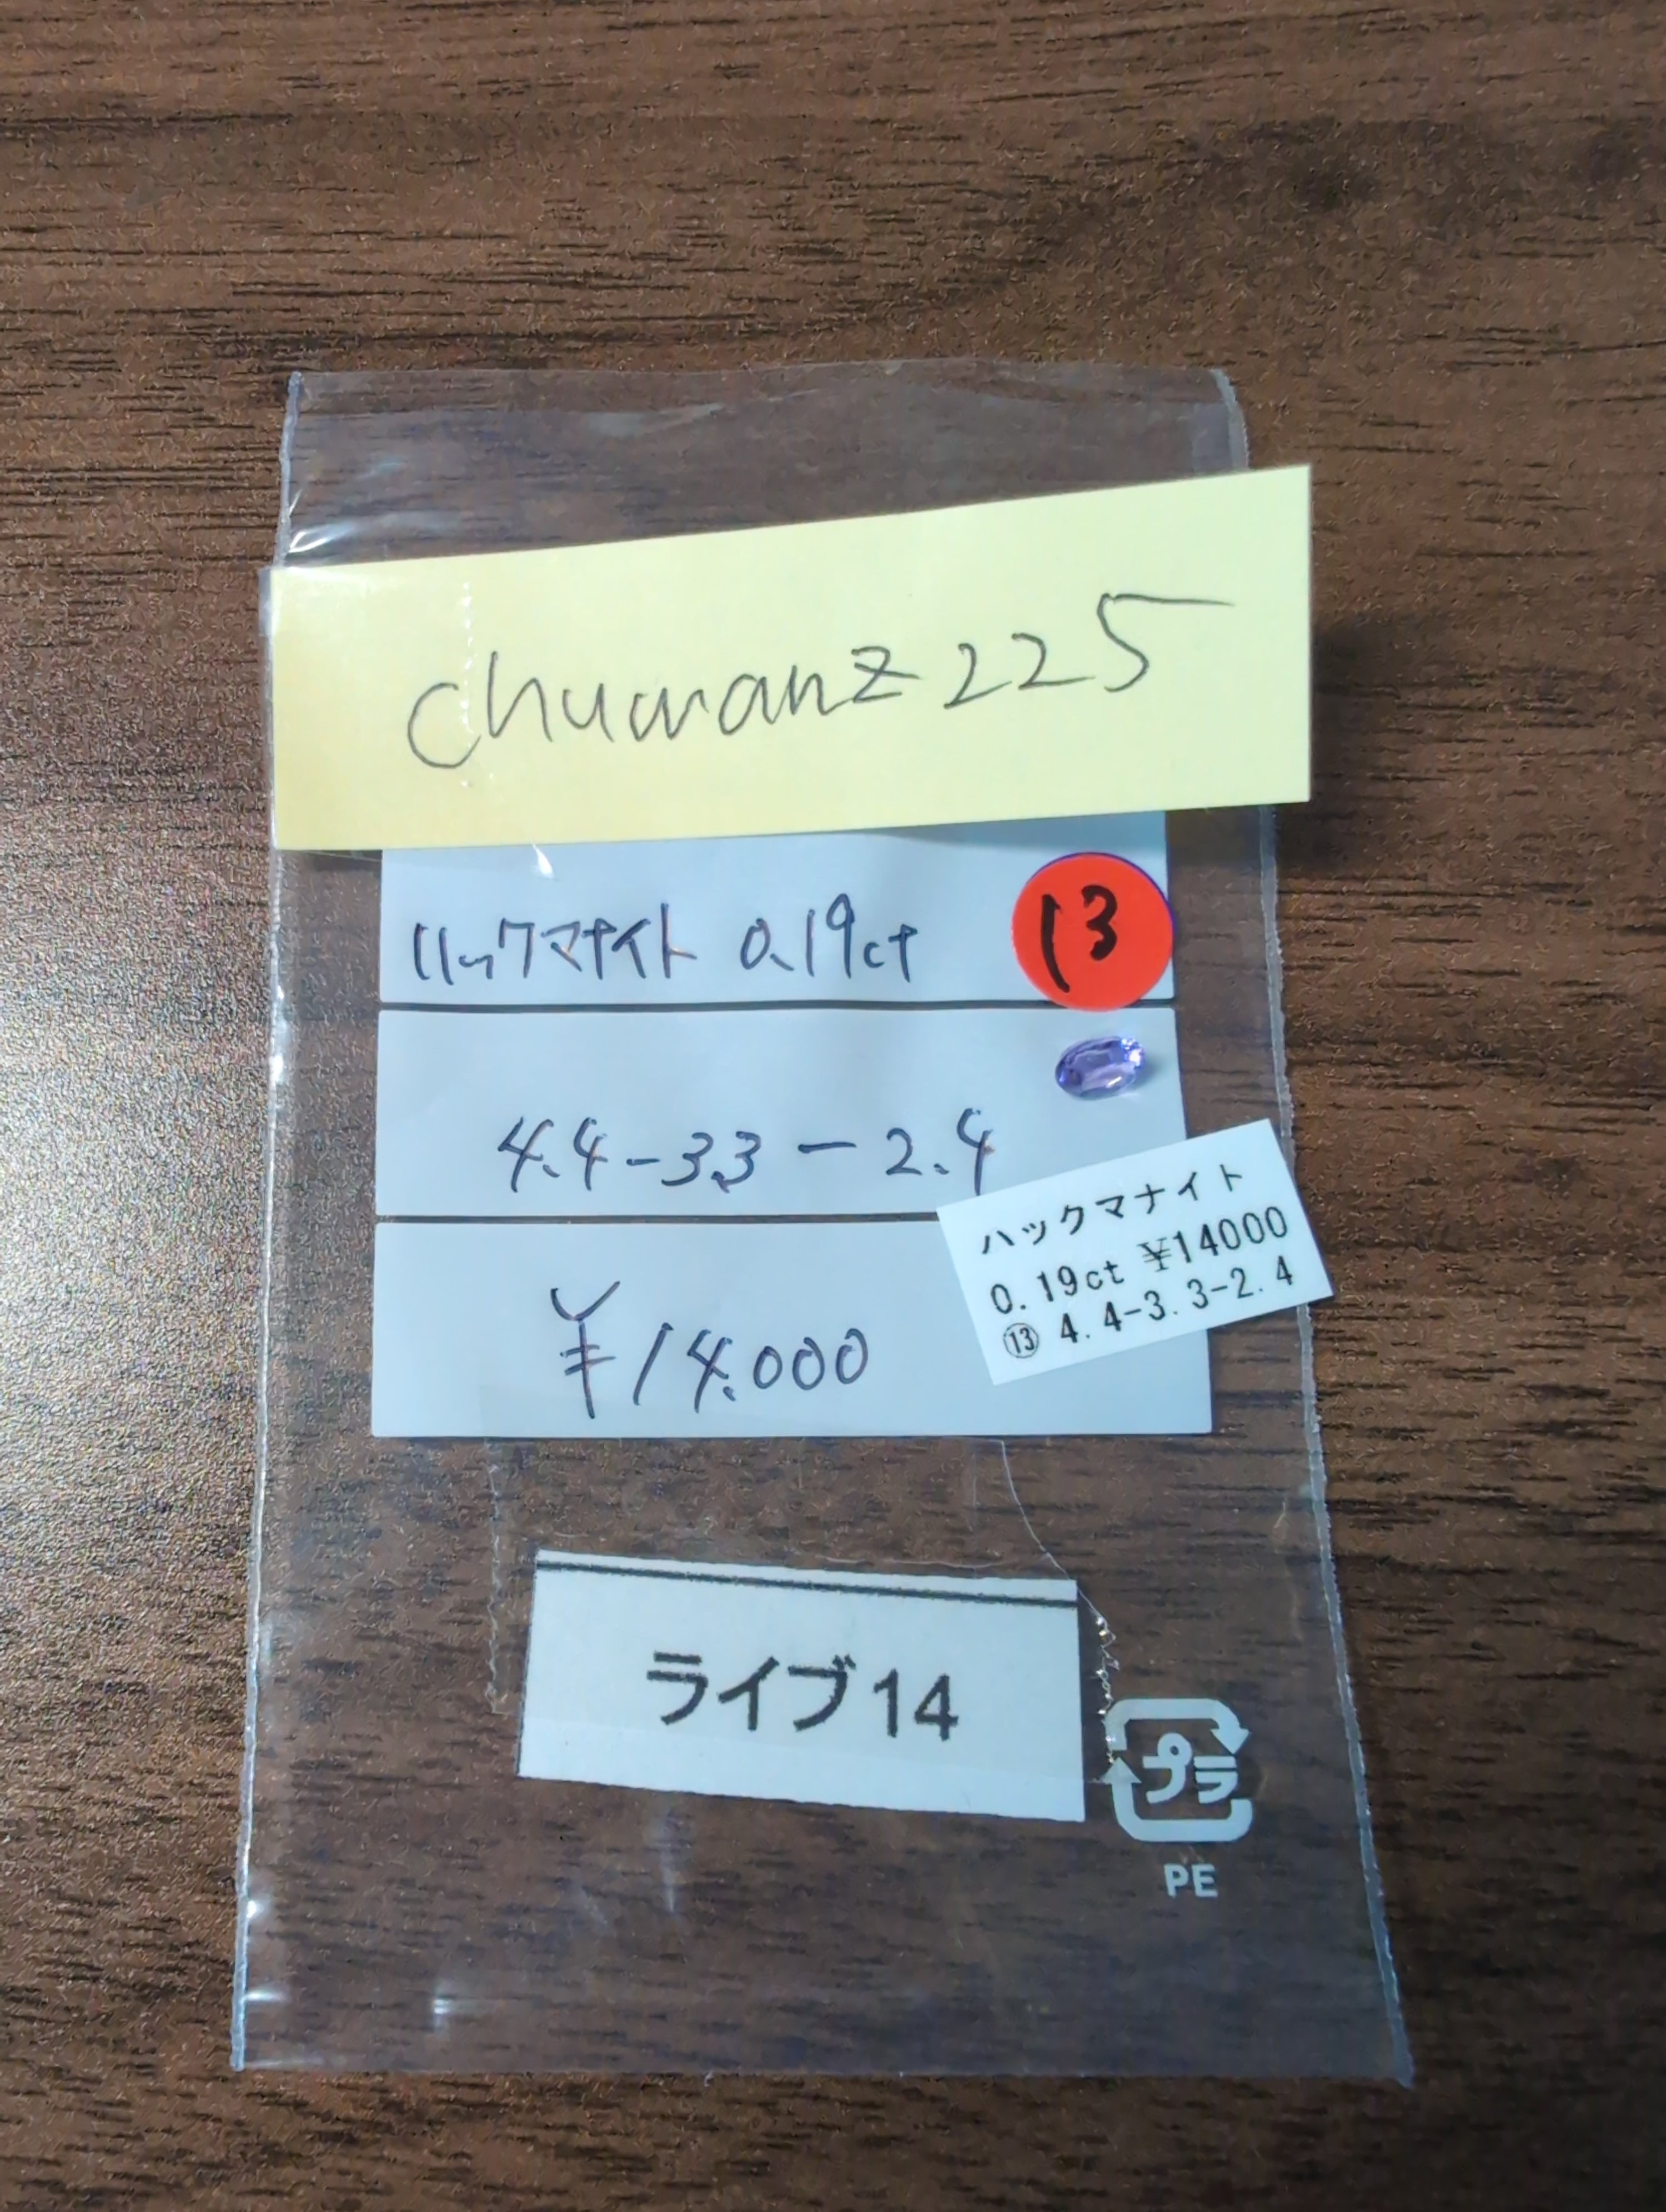 chuwanz225
ハックマナイト 0.19ct
13
4.4-3.3-2.4
¥14.000
ハックマナイト
0.19ct ¥14000
⑬ 4.4-3.3-2.4
ライブ14
プラ
PE